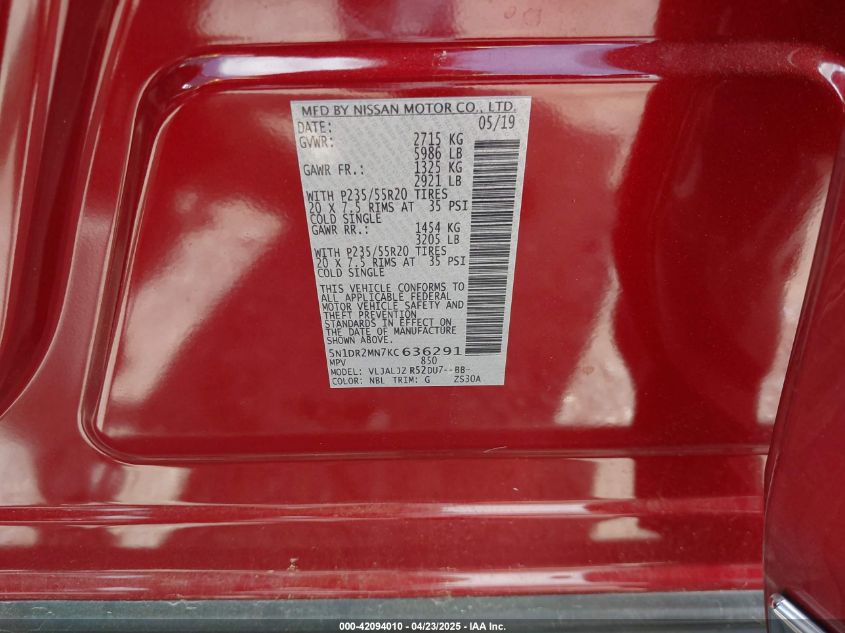 MFD BY NISSAN MOTOR CO., LTD.
DATE: 05/19
GVWR: 2715 KG
5986 LB
GAWR FR.: 1325 KG
2921 LB
WITH P235/55R20 TIRES
20 X 7.5 RIMS AT 35 PSI
COLD SINGLE
GAWR RR.: 1454 KG
3205 LB
WITH P235/55R20 TIRES
20 X 7.5 RIMS AT 35 PSI
COLD SINGLE
THIS VEHICLE CONFORMS TO
ALL APPLICABLE FEDERAL
MOTOR VEHICLE SAFETY AND
THEFT PREVENTION
STANDARDS IN EFFECT ON
THE DATE OF MANUFACTURE
SHOWN ABOVE.
5N1DR2MN7KC636291
MPV 850
MODEL: R52DU7--BB-
COLOR: NBL TRIM: G ZS30A
000-42094010 - 04/23/2025 - IAA Inc.